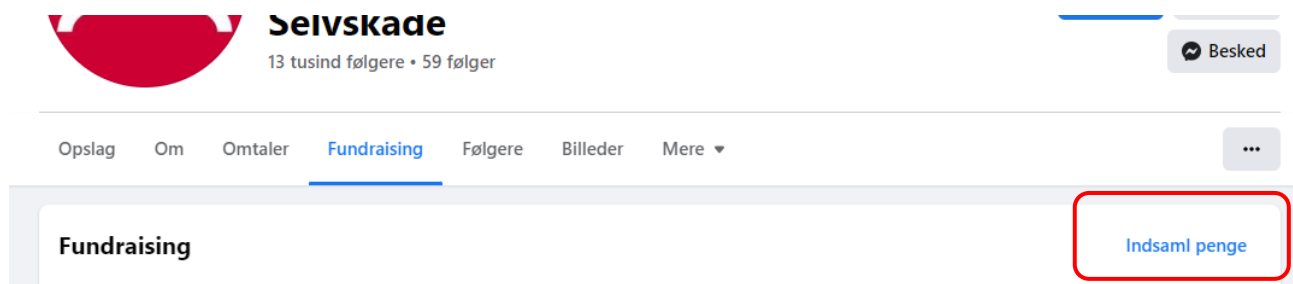 Selvskade
13 tusind følgere • 59 følger
Besked
Opslag Om Omtaler Fundraising Følgere Billeder Mere
Fundraising
Indsaml penge